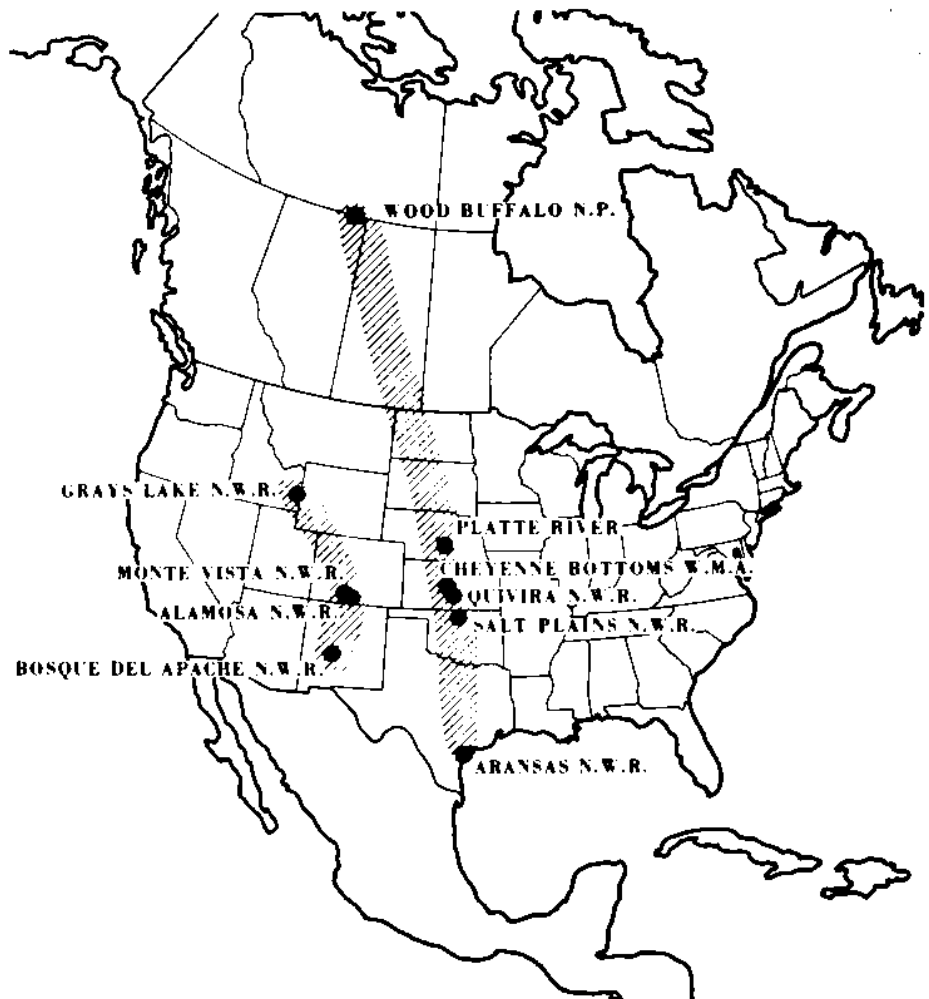 WOOD BUFFALO N.P.
GRAYS LAKE N.W.R.
PLATTE RIVER
CHEYENNE BOTTOMS W.M.A.
MONTE VISTA N.W.R.
QUIVIRA N.W.R.
ALAMOSA N.W.R.
SALT PLAINS N.W.R.
BOSQUE DEL APACHE N.W.R.
ARANSAS N.W.R.